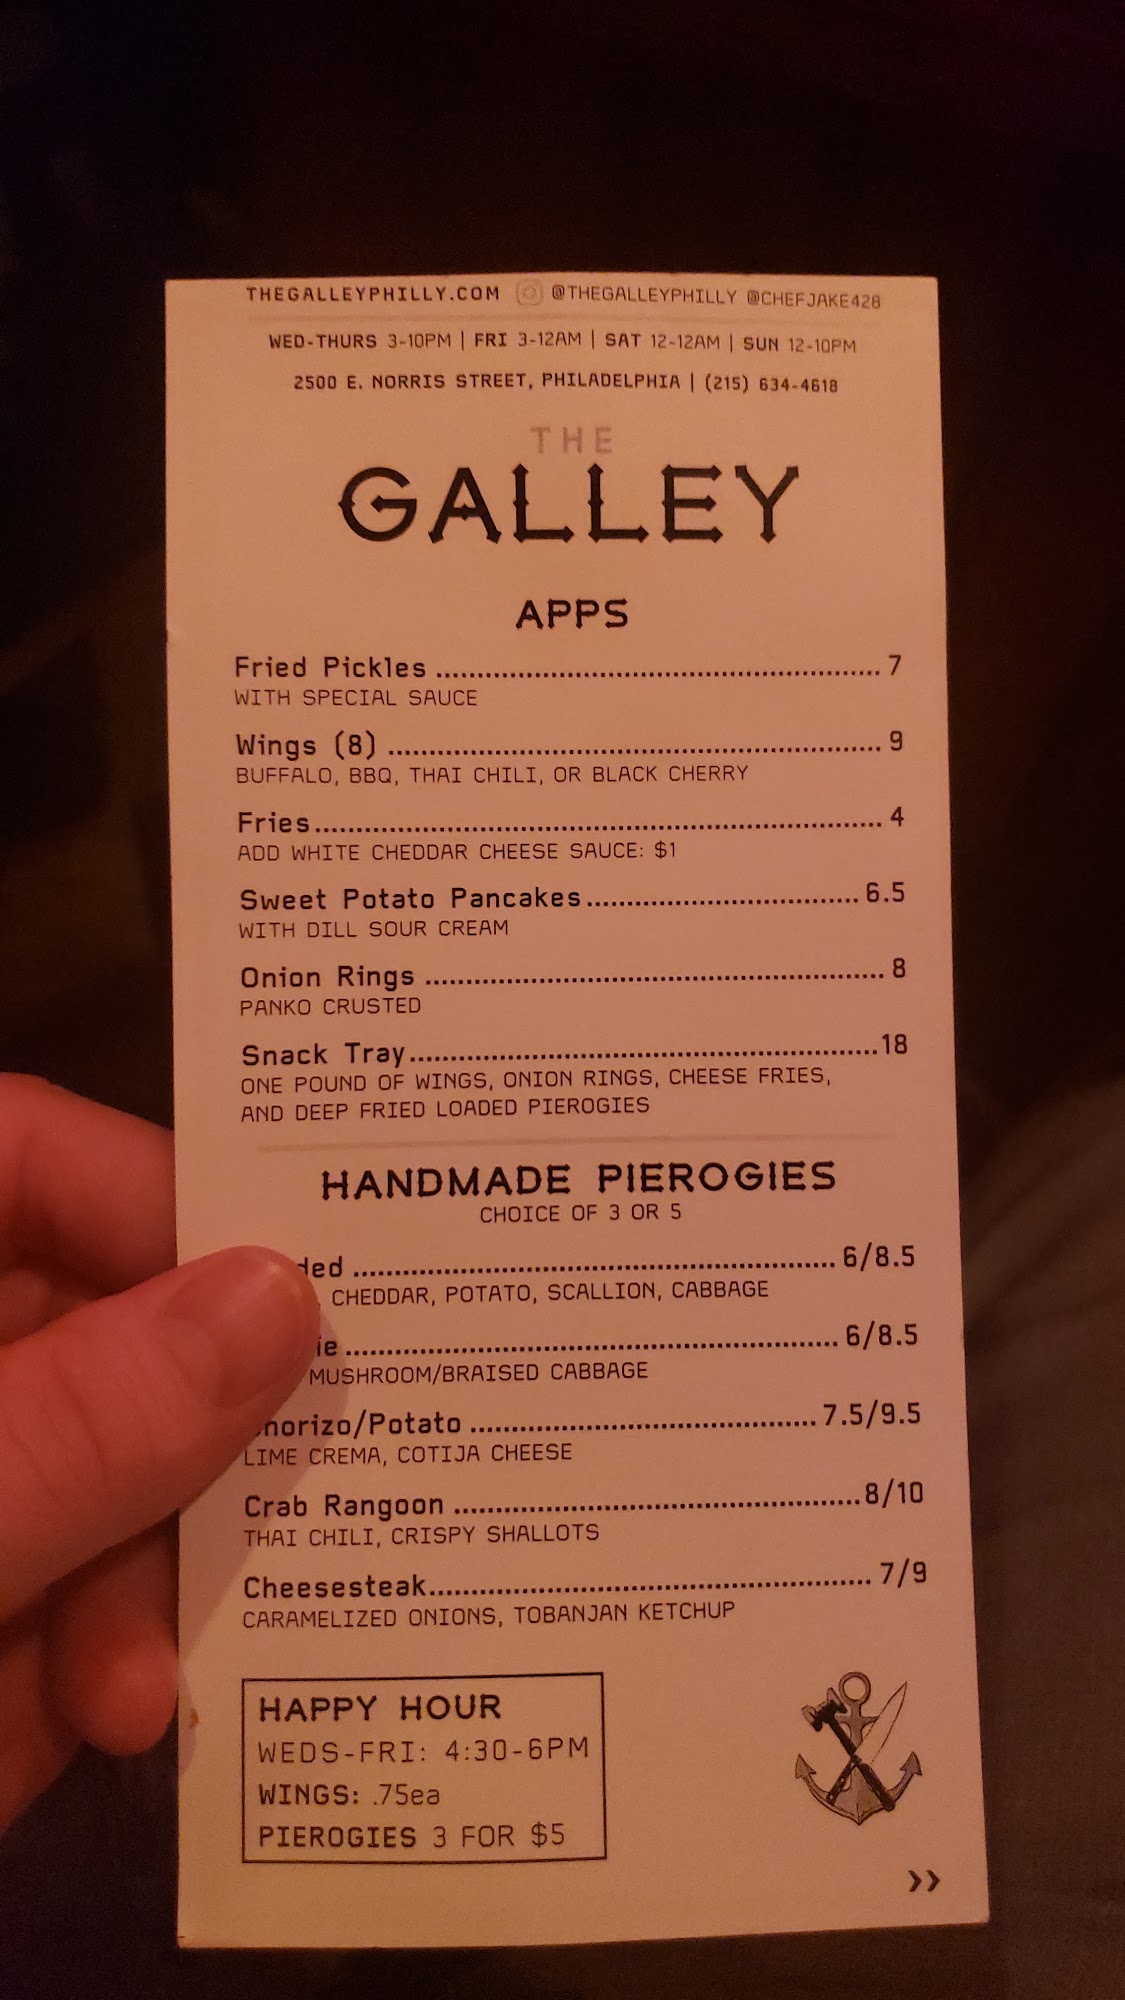 THEGALLEYPHILLY.COM @THEGALLEYPHILLY @CHEFJAKE428
WED-THURS 3-10PM | FRI 3-12AM | SAT 12-12AM | SUN 12-10PM
2500 E. NORRIS STREET, PHILADELPHIA | (215) 634-4618
THE
GALLEY
APPS
Fried Pickles 7
WITH SPECIAL SAUCE
Wings (8) 9
BUFFALO, BBQ, THAI CHILI, OR BLACK CHERRY
Fries 4
ADD WHITE CHEDDAR CHEESE SAUCE: $1
Sweet Potato Pancakes 6.5
WITH DILL SOUR CREAM
Onion Rings 8
PANKO CRUSTED
Snack Tray 18
ONE POUND OF WINGS, ONION RINGS, CHEESE FRIES,
AND DEEP FRIED LOADED PIEROGIES
HANDMADE PIEROGIES
CHOICE OF 3 OR 5
6/8.5
CHEDDAR, POTATO, SCALLION, CABBAGE
6/8.5
MUSHROOM/BRAISED CABBAGE
Chorizo/Potato 7.5/9.5
LIME CREMA, COTIJA CHEESE
Crab Rangoon 8/10
THAI CHILI, CRISPY SHALLOTS
Cheesesteak 7/9
CARAMELIZED ONIONS, TOBANJAN KETCHUP
HAPPY HOUR
WEDS-FRI: 4:30-6PM
WINGS: .75ea
PIEROGIES 3 FOR $5